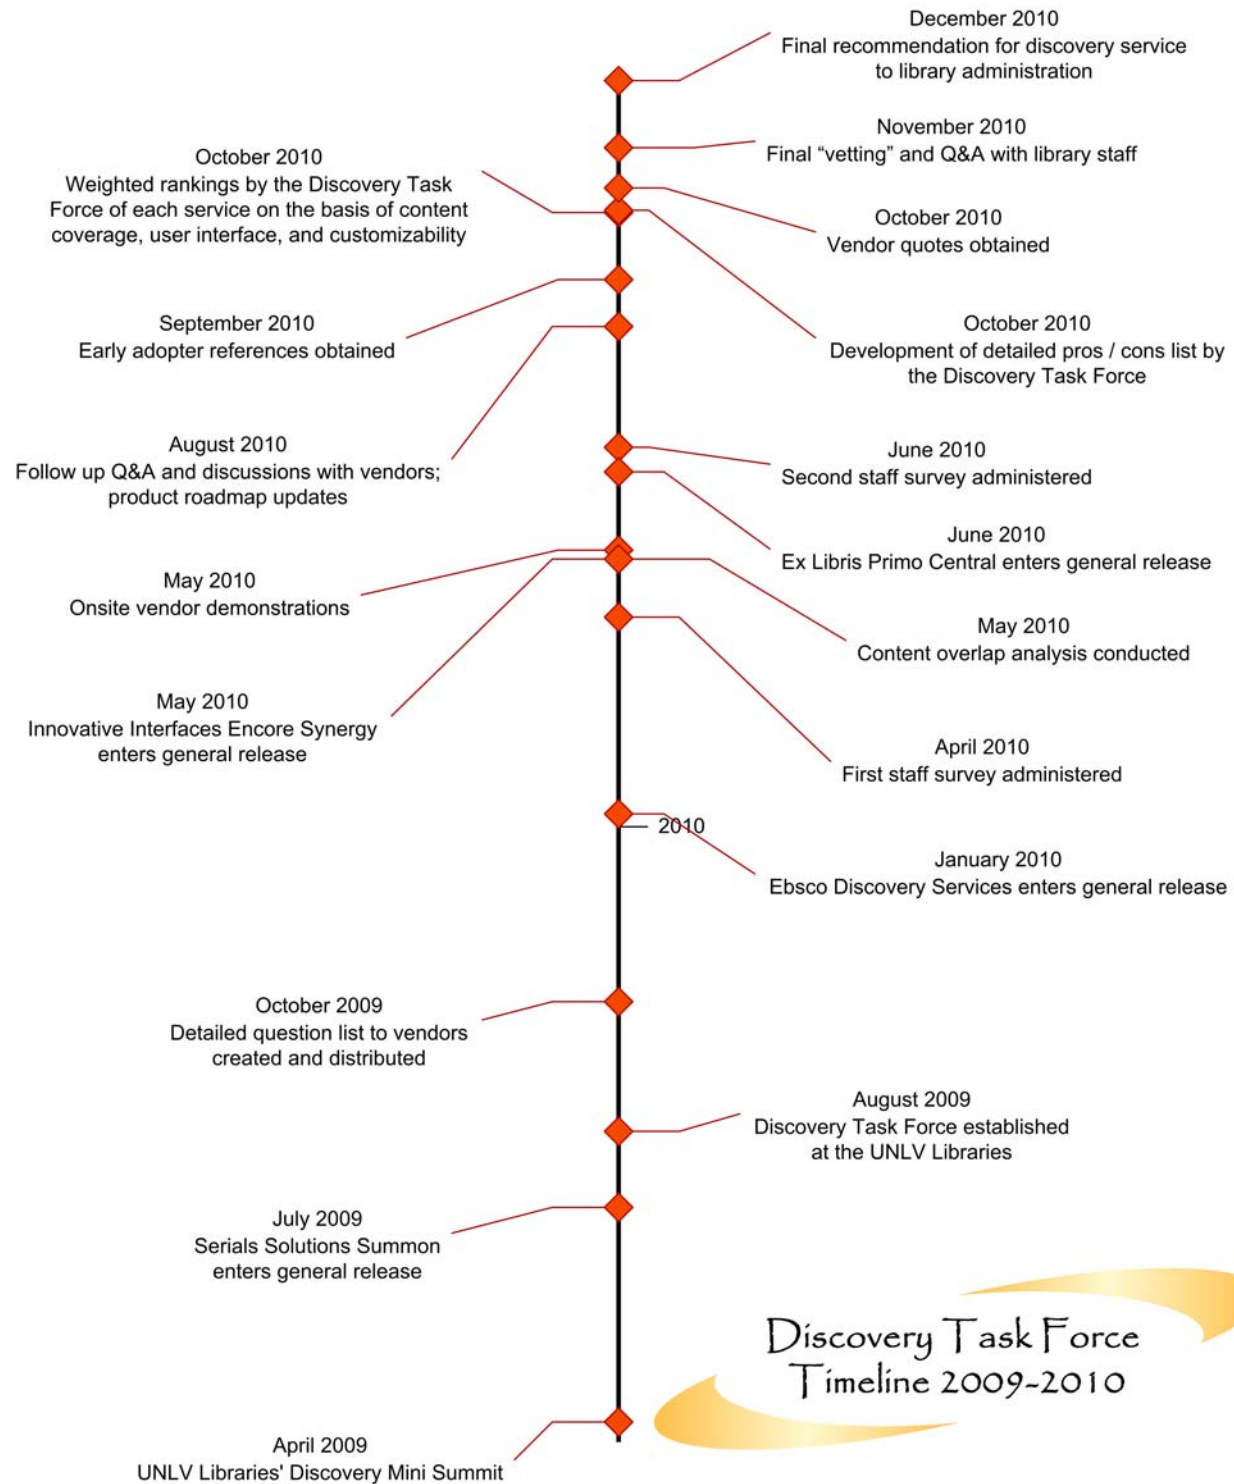 December 2010
Final recommendation for discovery service
to library administration
November 2010
Final “vetting” and Q&A with library staff
October 2010
Weighted rankings by the Discovery Task
Force of each service on the basis of content
coverage, user interface, and customizability
October 2010
Vendor quotes obtained
September 2010
Early adopter references obtained
October 2010
Development of detailed pros / cons list by
the Discovery Task Force
August 2010
Follow up Q&A and discussions with vendors;
product roadmap updates
June 2010
Second staff survey administered
June 2010
Ex Libris Primo Central enters general release
May 2010
Onsite vendor demonstrations
May 2010
Content overlap analysis conducted
May 2010
Innovative Interfaces Encore Synergy
enters general release
April 2010
First staff survey administered
2010
January 2010
Ebsco Discovery Services enters general release
October 2009
Detailed question list to vendors
created and distributed
August 2009
Discovery Task Force established
at the UNLV Libraries
July 2009
Serials Solutions Summon
enters general release
Discovery Task Force
Timeline 2009-2010
April 2009
UNLV Libraries' Discovery Mini Summit